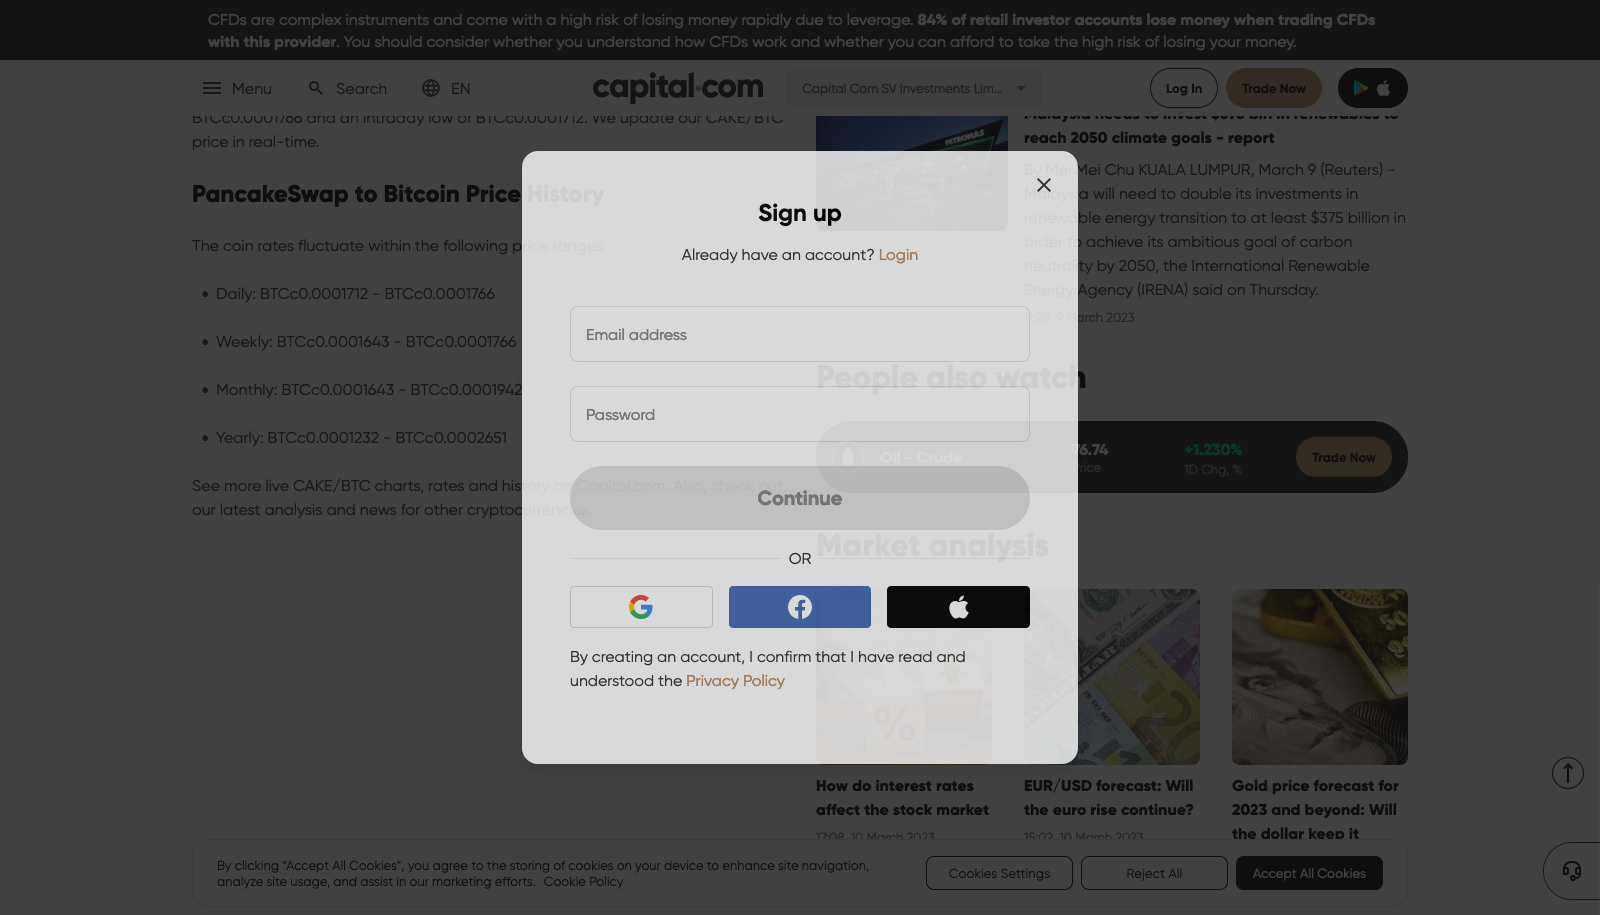 CFDs are complex instruments and come with a high risk of losing money rapidly due to leverage. 84% of retail investor accounts lose money when trading CFDs
with this provider. You should consider whether you understand how CFDs work and whether you can afford to take the high risk of losing your money.
Menu
Search
EN
capital.com
Capital Com SV Investments Lim...
Log In
Trade Now
BTCc0.0001766 and an intraday low of BTCc0.0001712. We update our CAKE/BTC
price in real-time.
PancakeSwap to Bitcoin Price History
The coin rates fluctuate within the following price ranges:
Daily: BTCc0.0001712 - BTCc0.0001766
Weekly: BTCc0.0001643 - BTCc0.0001766
Monthly: BTCc0.0001643 - BTCc0.0001942
Yearly: BTCc0.0001232 - BTCc0.0002651
See more live CAKE/BTC charts, rates and history on Capital.com. Also, check out
our latest analysis and news for other cryptocurrencies.
PETRONAS
Malaysia needs to invest $375 bln in renewables to
reach 2050 climate goals - report
By Mei Mei Chu KUALA LUMPUR, March 9 (Reuters) -
Malaysia will need to double its investments in
renewable energy transition to at least $375 billion in
order to achieve its ambitious goal of carbon
neutrality by 2050, the International Renewable
Energy Agency (IRENA) said on Thursday.
9 March 2023
Sign up
Already have an account? Login
Email address
Password
Continue
OR
By creating an account, I confirm that I have read and
understood the Privacy Policy
People also watch
Oil - Crude
76.74
Price
+1.230%
1D Chg, %
Trade Now
Market analysis
%
How do interest rates
affect the stock market
17:08, 10 March 2023
EUR/USD forecast: Will
the euro rise continue?
15:02, 10 March 2023
Gold price forecast for
2023 and beyond: Will
the dollar keep it
By clicking “Accept All Cookies”, you agree to the storing of cookies on your device to enhance site navigation,
analyze site usage, and assist in our marketing efforts. Cookie Policy
Cookies Settings
Reject All
Accept All Cookies